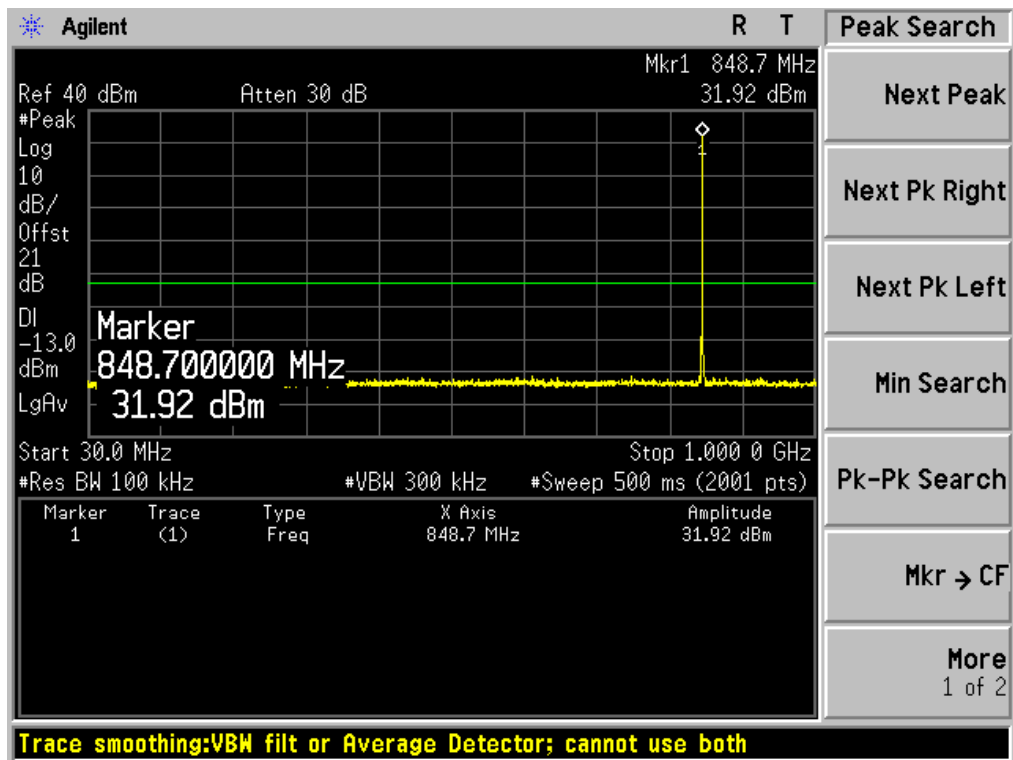 Agilent R T
Mkr1 848.7 MHz
Ref 40 dBm Atten 30 dB 31.92 dBm
#Peak
Log
10
dB/
Offst
21
dB
DI
-13.0
dBm
LgAv
1
Marker
848.700000 MHz
31.92 dBm
Start 30.0 MHz Stop 1.000 0 GHz
#Res BW 100 kHz #VBW 300 kHz #Sweep 500 ms (2001 pts)
Marker Trace Type X Axis Amplitude
1 (1) Freq 848.7 MHz 31.92 dBm
Trace smoothing:VBW filt or Average Detector; cannot use both
Peak Search
Next Peak
Next Pk Right
Next Pk Left
Min Search
Pk-Pk Search
Mkr → CF
More
1 of 2